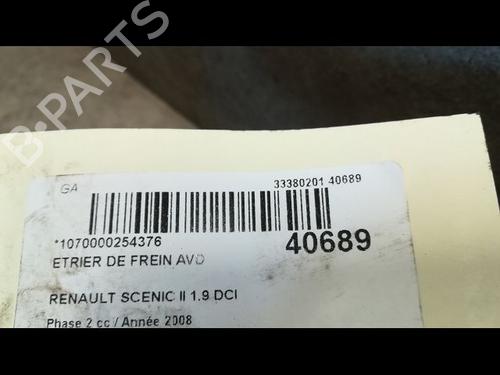 B-PARTS
GA 33380201 40689
*1070000254376 40689
ETRIER DE FREIN AVD
RENAULT SCENIC II 1.9 DCI
Phase 2 cc / Année 2008